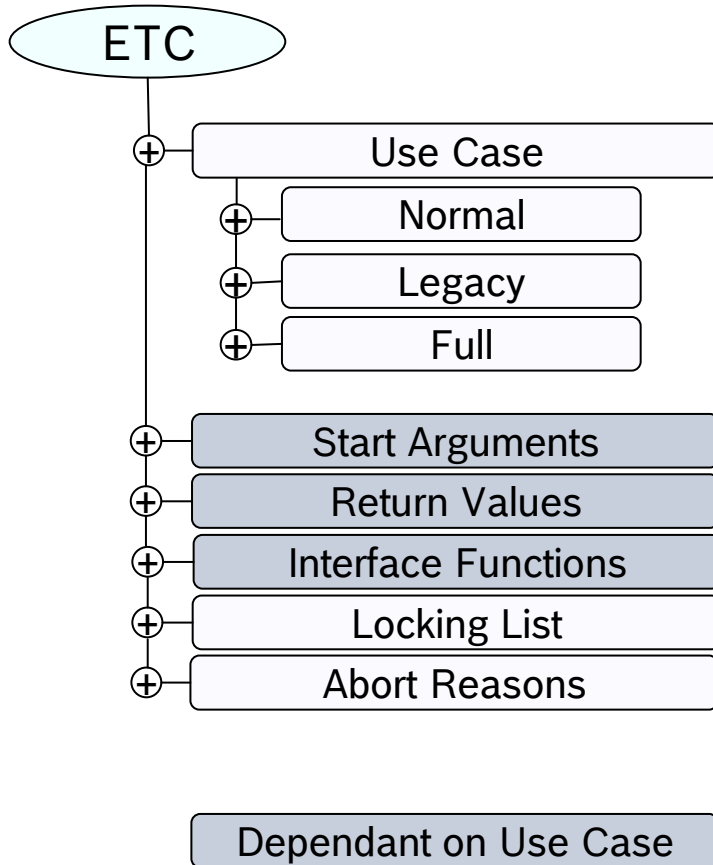 ETC
Use Case
Normal
Legacy
Full
Start Arguments
Return Values
Interface Functions
Locking List
Abort Reasons
Dependant on Use Case